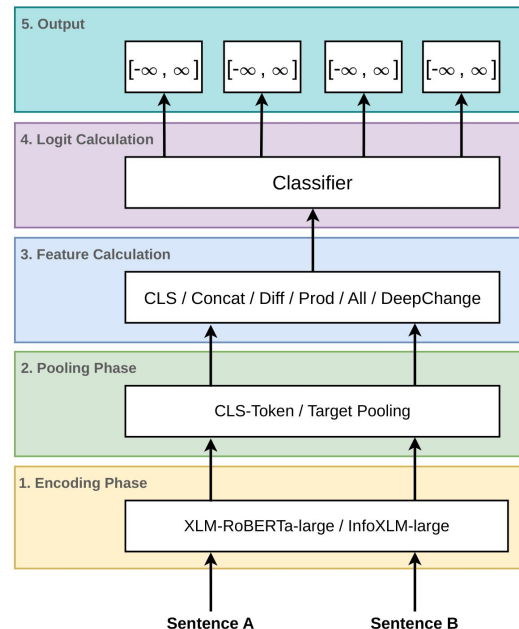 5. Output
[-∞ , ∞] [-∞ , ∞] [-∞ , ∞] [-∞ , ∞]
4. Logit Calculation
Classifier
3. Feature Calculation
CLS / Concat / Diff / Prod / All / DeepChange
2. Pooling Phase
CLS-Token / Target Pooling
1. Encoding Phase
XLM-RoBERTa-large / InfoXLM-large
Sentence A Sentence B